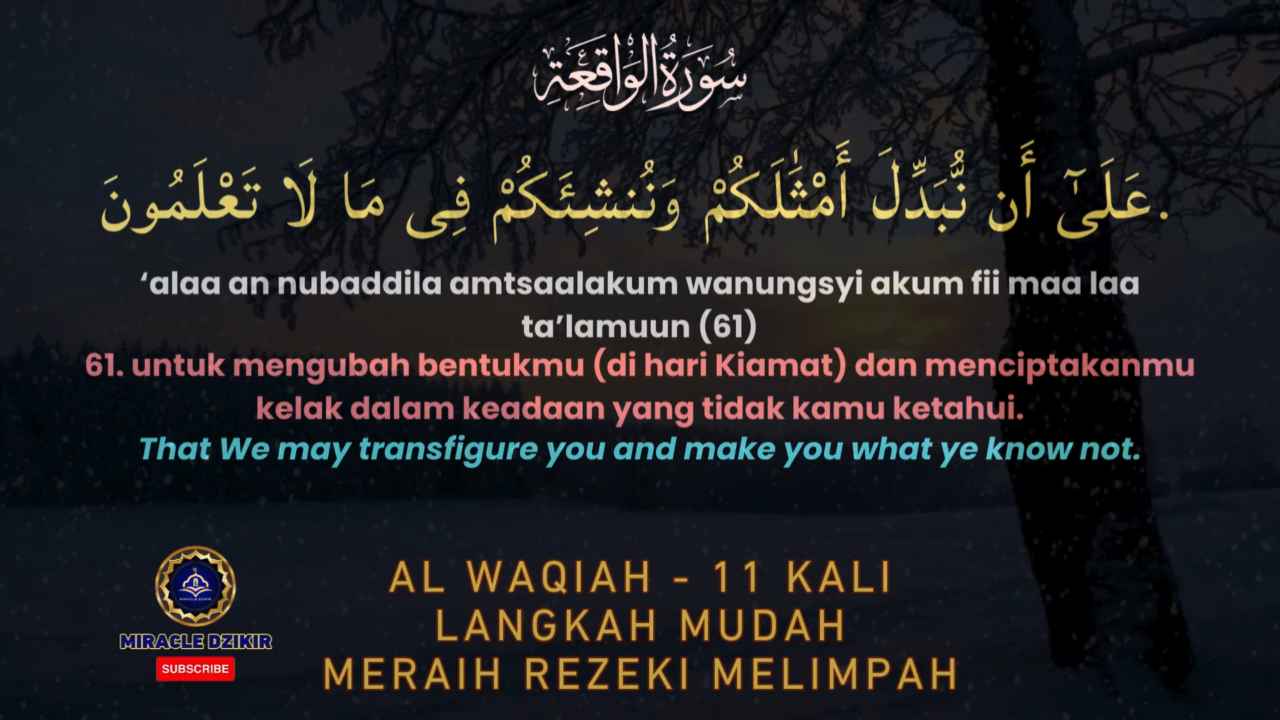 سُورَةُ الوَاقِعَةِ
عَلَىٰٓ أَن نُّبَدِّلَ أَمْثَٰلَكُمْ وَنُنشِئَكُمْ فِى مَا لَا تَعْلَمُونَ.
‘alaa an nubaddila amtsaalakum wanungsyi akum fii maa laa
ta’lamuun (61)
61. untuk mengubah bentukmu (di hari Kiamat) dan menciptakanmu
kelak dalam keadaan yang tidak kamu ketahui.
That We may transfigure you and make you what ye know not.
AL WAQIAH - 11 KALI
LANGKAH MUDAH
MERAIH REZEKI MELIMPAH
MIRACLE DZIKIR
MIRACLE DZIKIR
SUBSCRIBE